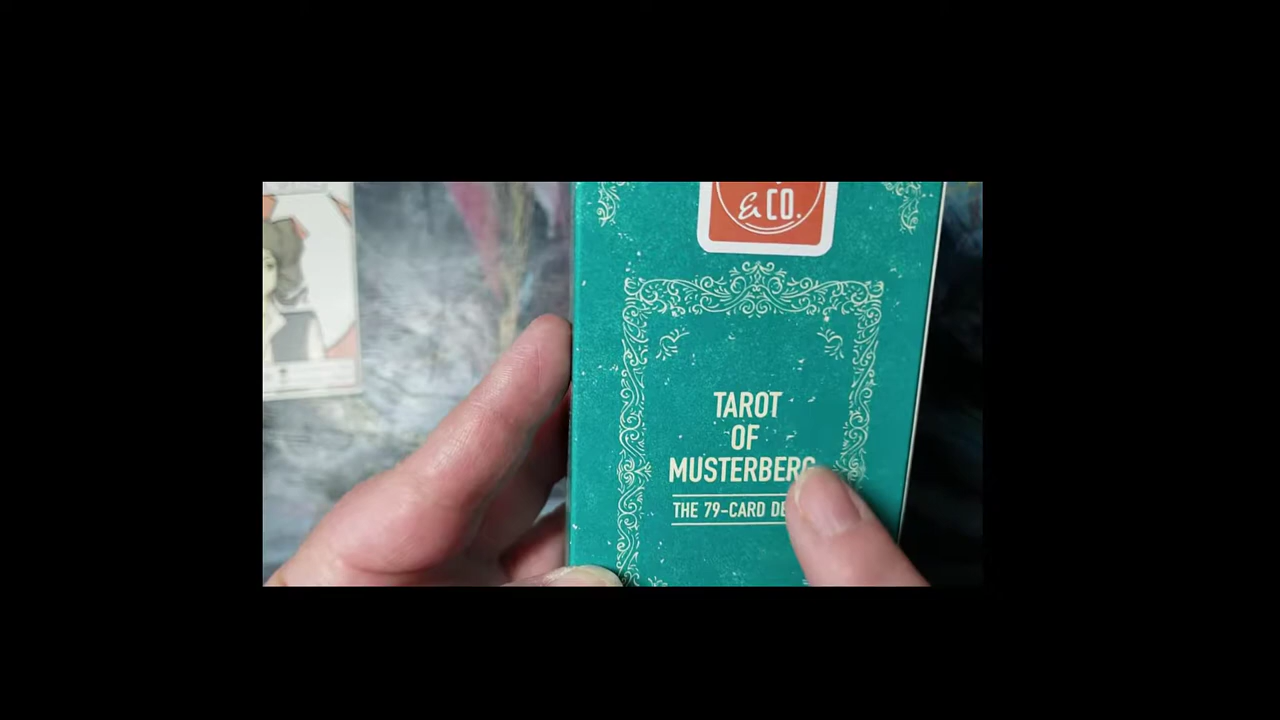 & CO.
TAROT
OF
MUSTERBERG
THE 79-CARD